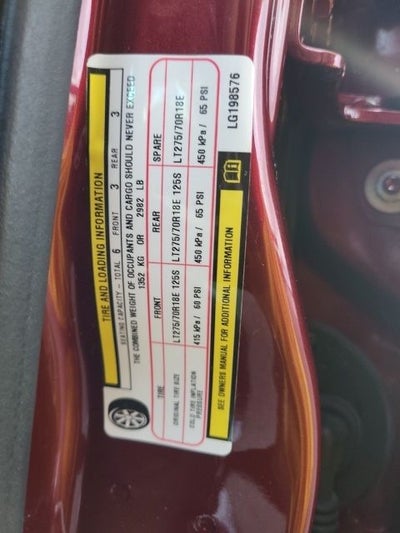 TIRE AND LOADING INFORMATION
SEATING CAPACITY - TOTAL 6 FRONT 3 REAR 3
THE COMBINED WEIGHT OF OCCUPANTS AND CARGO SHOULD NEVER EXCEED
1352 KG OR 2982 LB
TIRE FRONT REAR SPARE
ORIGINAL TIRE SIZE LT275/70R18E 125S LT275/70R18E 125S LT275/70R18E
COLD TIRE INFLATION PRESSURE 415 kPa / 60 PSI 450 kPa / 65 PSI 450 kPa / 65 PSI
SEE OWNERS MANUAL FOR ADDITIONAL INFORMATION
LG198576